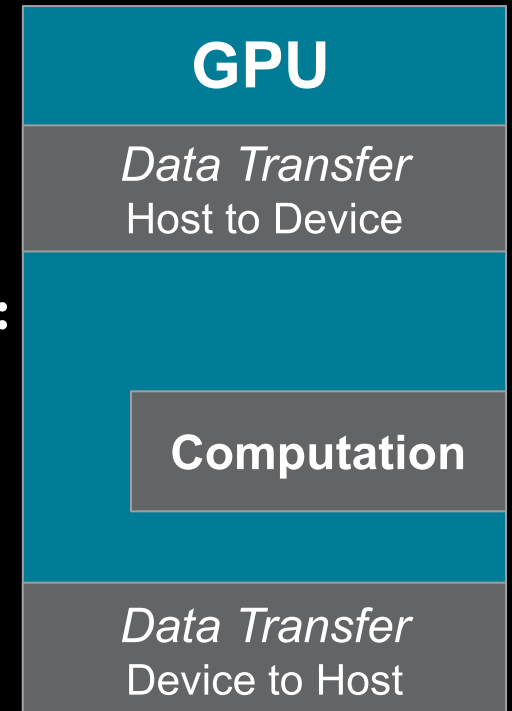 GPU
Data Transfer
Host to Device
:
Computation
Data Transfer
Device to Host